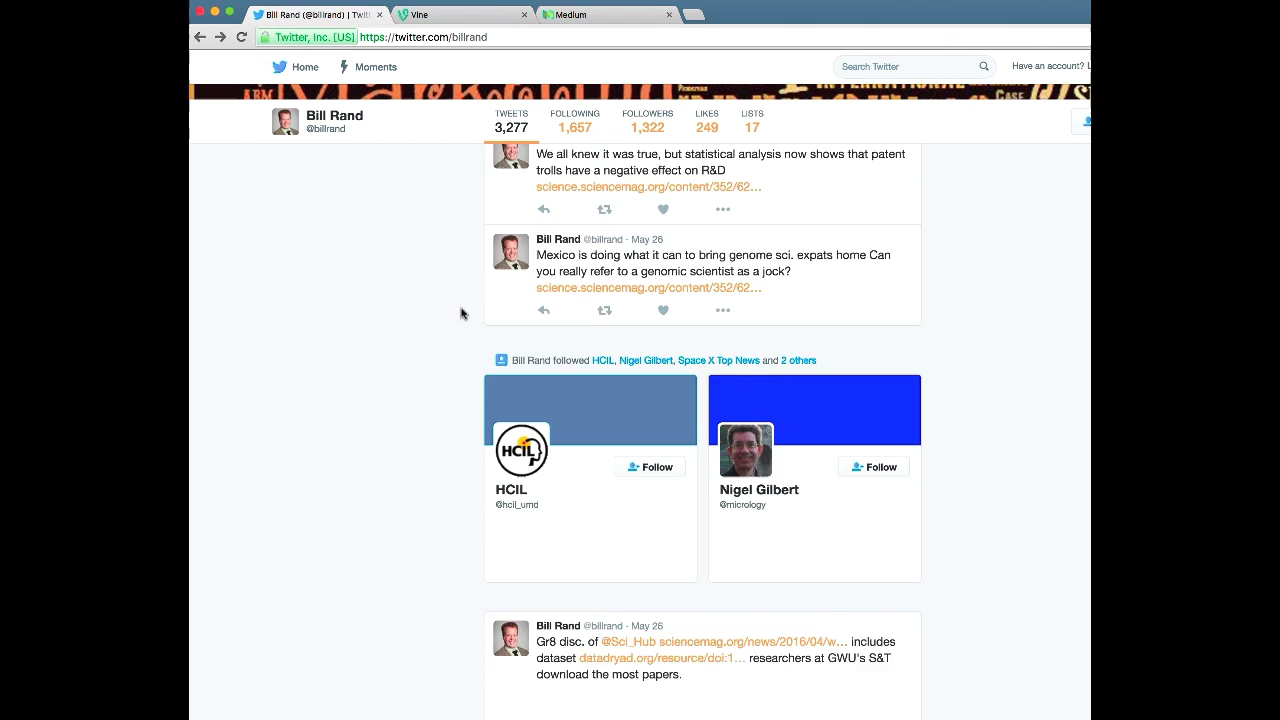 Bill Rand (@billrand) | Twitt
Vine
Medium
Twitter, Inc. [US]
https://twitter.com/billrand
Home
Moments
Search Twitter
Have an account? L
INTERNATIONAL
CASE
Bill Rand
@billrand
TWEETS
3,277
FOLLOWING
1,657
FOLLOWERS
1,322
LIKES
249
LISTS
17
We all knew it was true, but statistical analysis now shows that patent
trolls have a negative effect on R&D
science.sciencemag.org/content/352/62…
Bill Rand @billrand · May 26
Mexico is doing what it can to bring genome sci. expats home Can
you really refer to a genomic scientist as a jock?
science.sciencemag.org/content/352/62…
Bill Rand followed HCIL, Nigel Gilbert, Space X Top News and 2 others
HCIL
Follow
HCIL
@hcil_umd
Follow
Nigel Gilbert
@micrology
Bill Rand @billrand · May 26
Gr8 disc. of @Sci_Hub sciencemag.org/news/2016/04/w… includes
dataset datadryad.org/resource/doi:1… researchers at GWU's S&T
download the most papers.